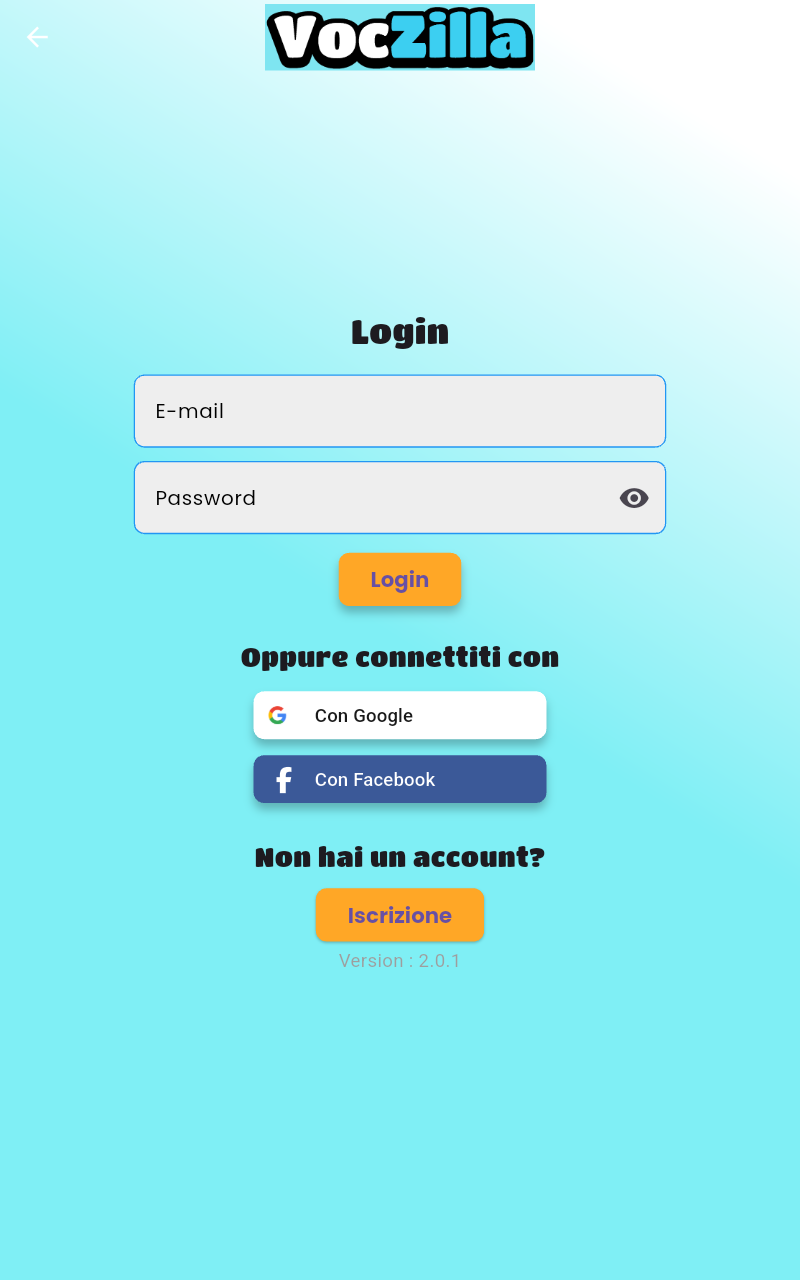 VocZilla
Login
E-mail
Password
Login
Oppure connettiti con
Con Google
Con Facebook
Non hai un account?
Iscrizione
Version : 2.0.1